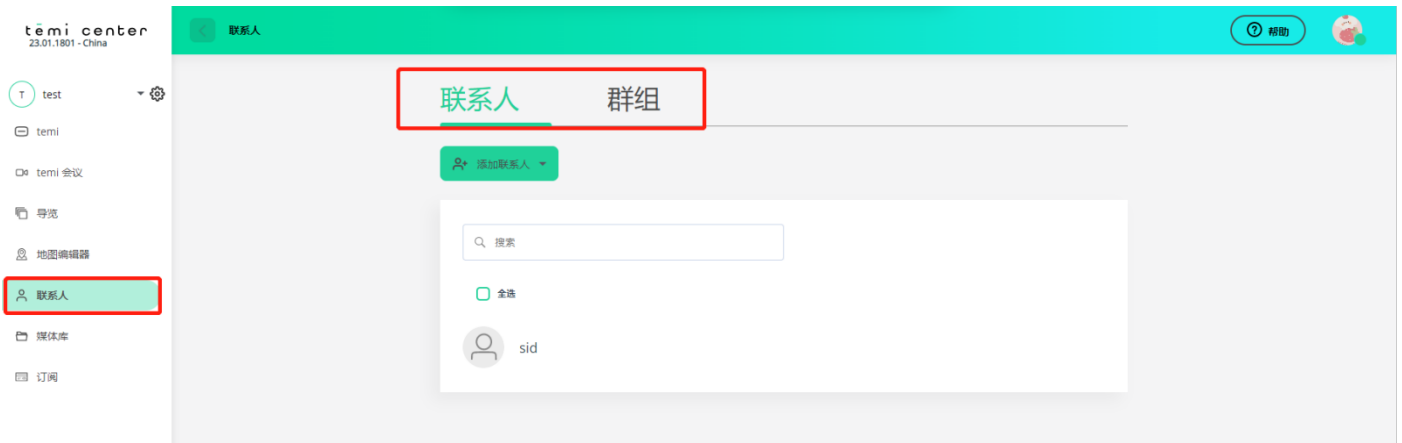 temi center
23.01.1801 - China
联系人
帮助
T
test
temi
temi 会议
导览
地图编辑器
联系人
媒体库
订阅
联系人
群组
添加联系人
搜索
全选
sid